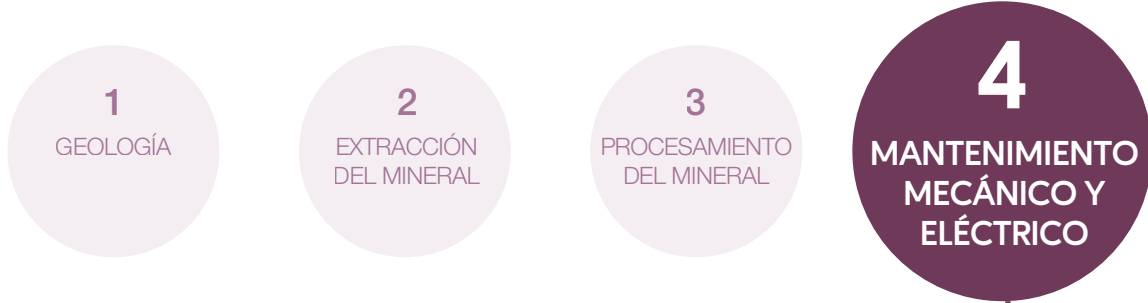 1
GEOLOGÍA
2
EXTRACCIÓN
DEL MINERAL
3
PROCESAMIENTO
DEL MINERAL
4
MANTENIMIENTO
MECÁNICO Y
ELÉCTRICO